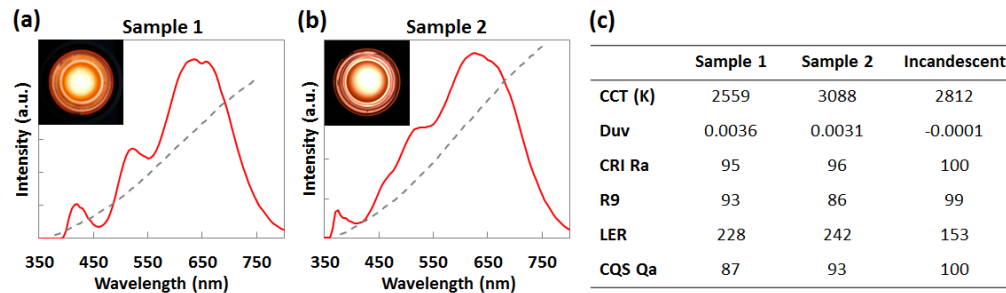 (a)
Sample 1
Intensity (a.u.)
350 450 550 650 750
Wavelength (nm)
(b)
Sample 2
Intensity (a.u.)
350 450 550 650 750
Wavelength (nm)
(c)
Sample 1 Sample 2 Incandescent
CCT (K) 2559 3088 2812
Duv 0.0036 0.0031 -0.0001
CRI Ra 95 96 100
R9 93 86 99
LER 228 242 153
CQS Qa 87 93 100